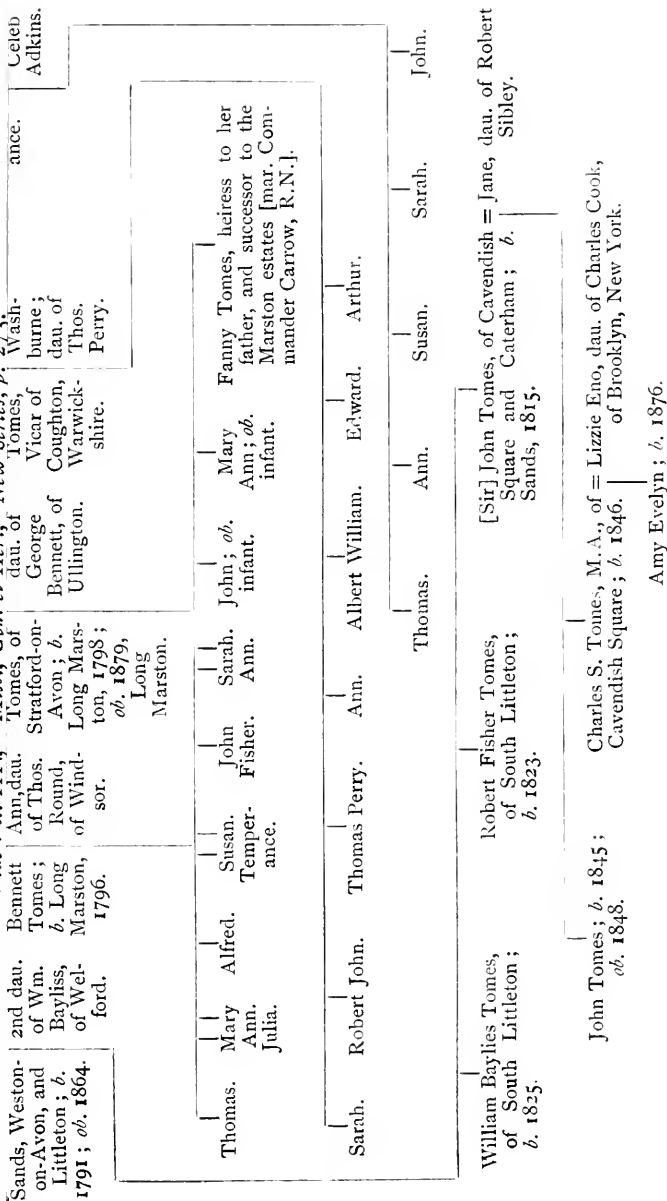 New Series, p.
Sands, Weston-
on-Avon, and
Littleton; b.
1791; ob. 1864.
2nd dau.
of Wm.
Bayliss,
of Wel-
ford.
Bennett
Tomes;
b. Long
Marston,
1796.
Ann, dau.
of Thos.
Round,
of Wind-
sor.
Tomes, of
Stratford-on-
Avon; b.
Long Mars-
ton, 1798;
ob. 1879,
Long
Marston.
dau. of
George
Bennett, of
Ullington.
Tomes,
Vicar of
Coughton,
Warwick-
shire.
Wash-
burne;
dau. of
Thos.
Perry.
ance.
Celeb
Adkins.
Thomas.
Mary
Ann.
Julia.
Alfred.
Susan.
Temper-
ance.
John
Fisher.
Sarah.
Ann.
John; ob.
infant.
Mary
Ann; ob.
infant.
Fanny Tomes, heiress to her
father, and successor to the
Marston estates [mar. Com-
mander Carrow, R.N.].
Sarah.
Robert John.
Thomas Perry.
Ann.
Albert William.
Edward.
Arthur.
Thomas.
Ann.
Susan.
Sarah.
John.
William Baylies Tomes,
of South Littleton;
b. 1825.
Robert Fisher Tomes,
of South Littleton;
b. 1823.
[Sir] John Tomes, of Cavendish = Jane, dau. of Robert
Square and Caterham; b.
Sands, 1815.
Sibley.
John Tomes; b. 1845;
ob. 1848.
Charles S. Tomes, M.A., of = Lizzie Eno, dau. of Charles Cook,
Cavendish Square; b. 1846.
of Brooklyn, New York.
Amy Evelyn; b. 1876.